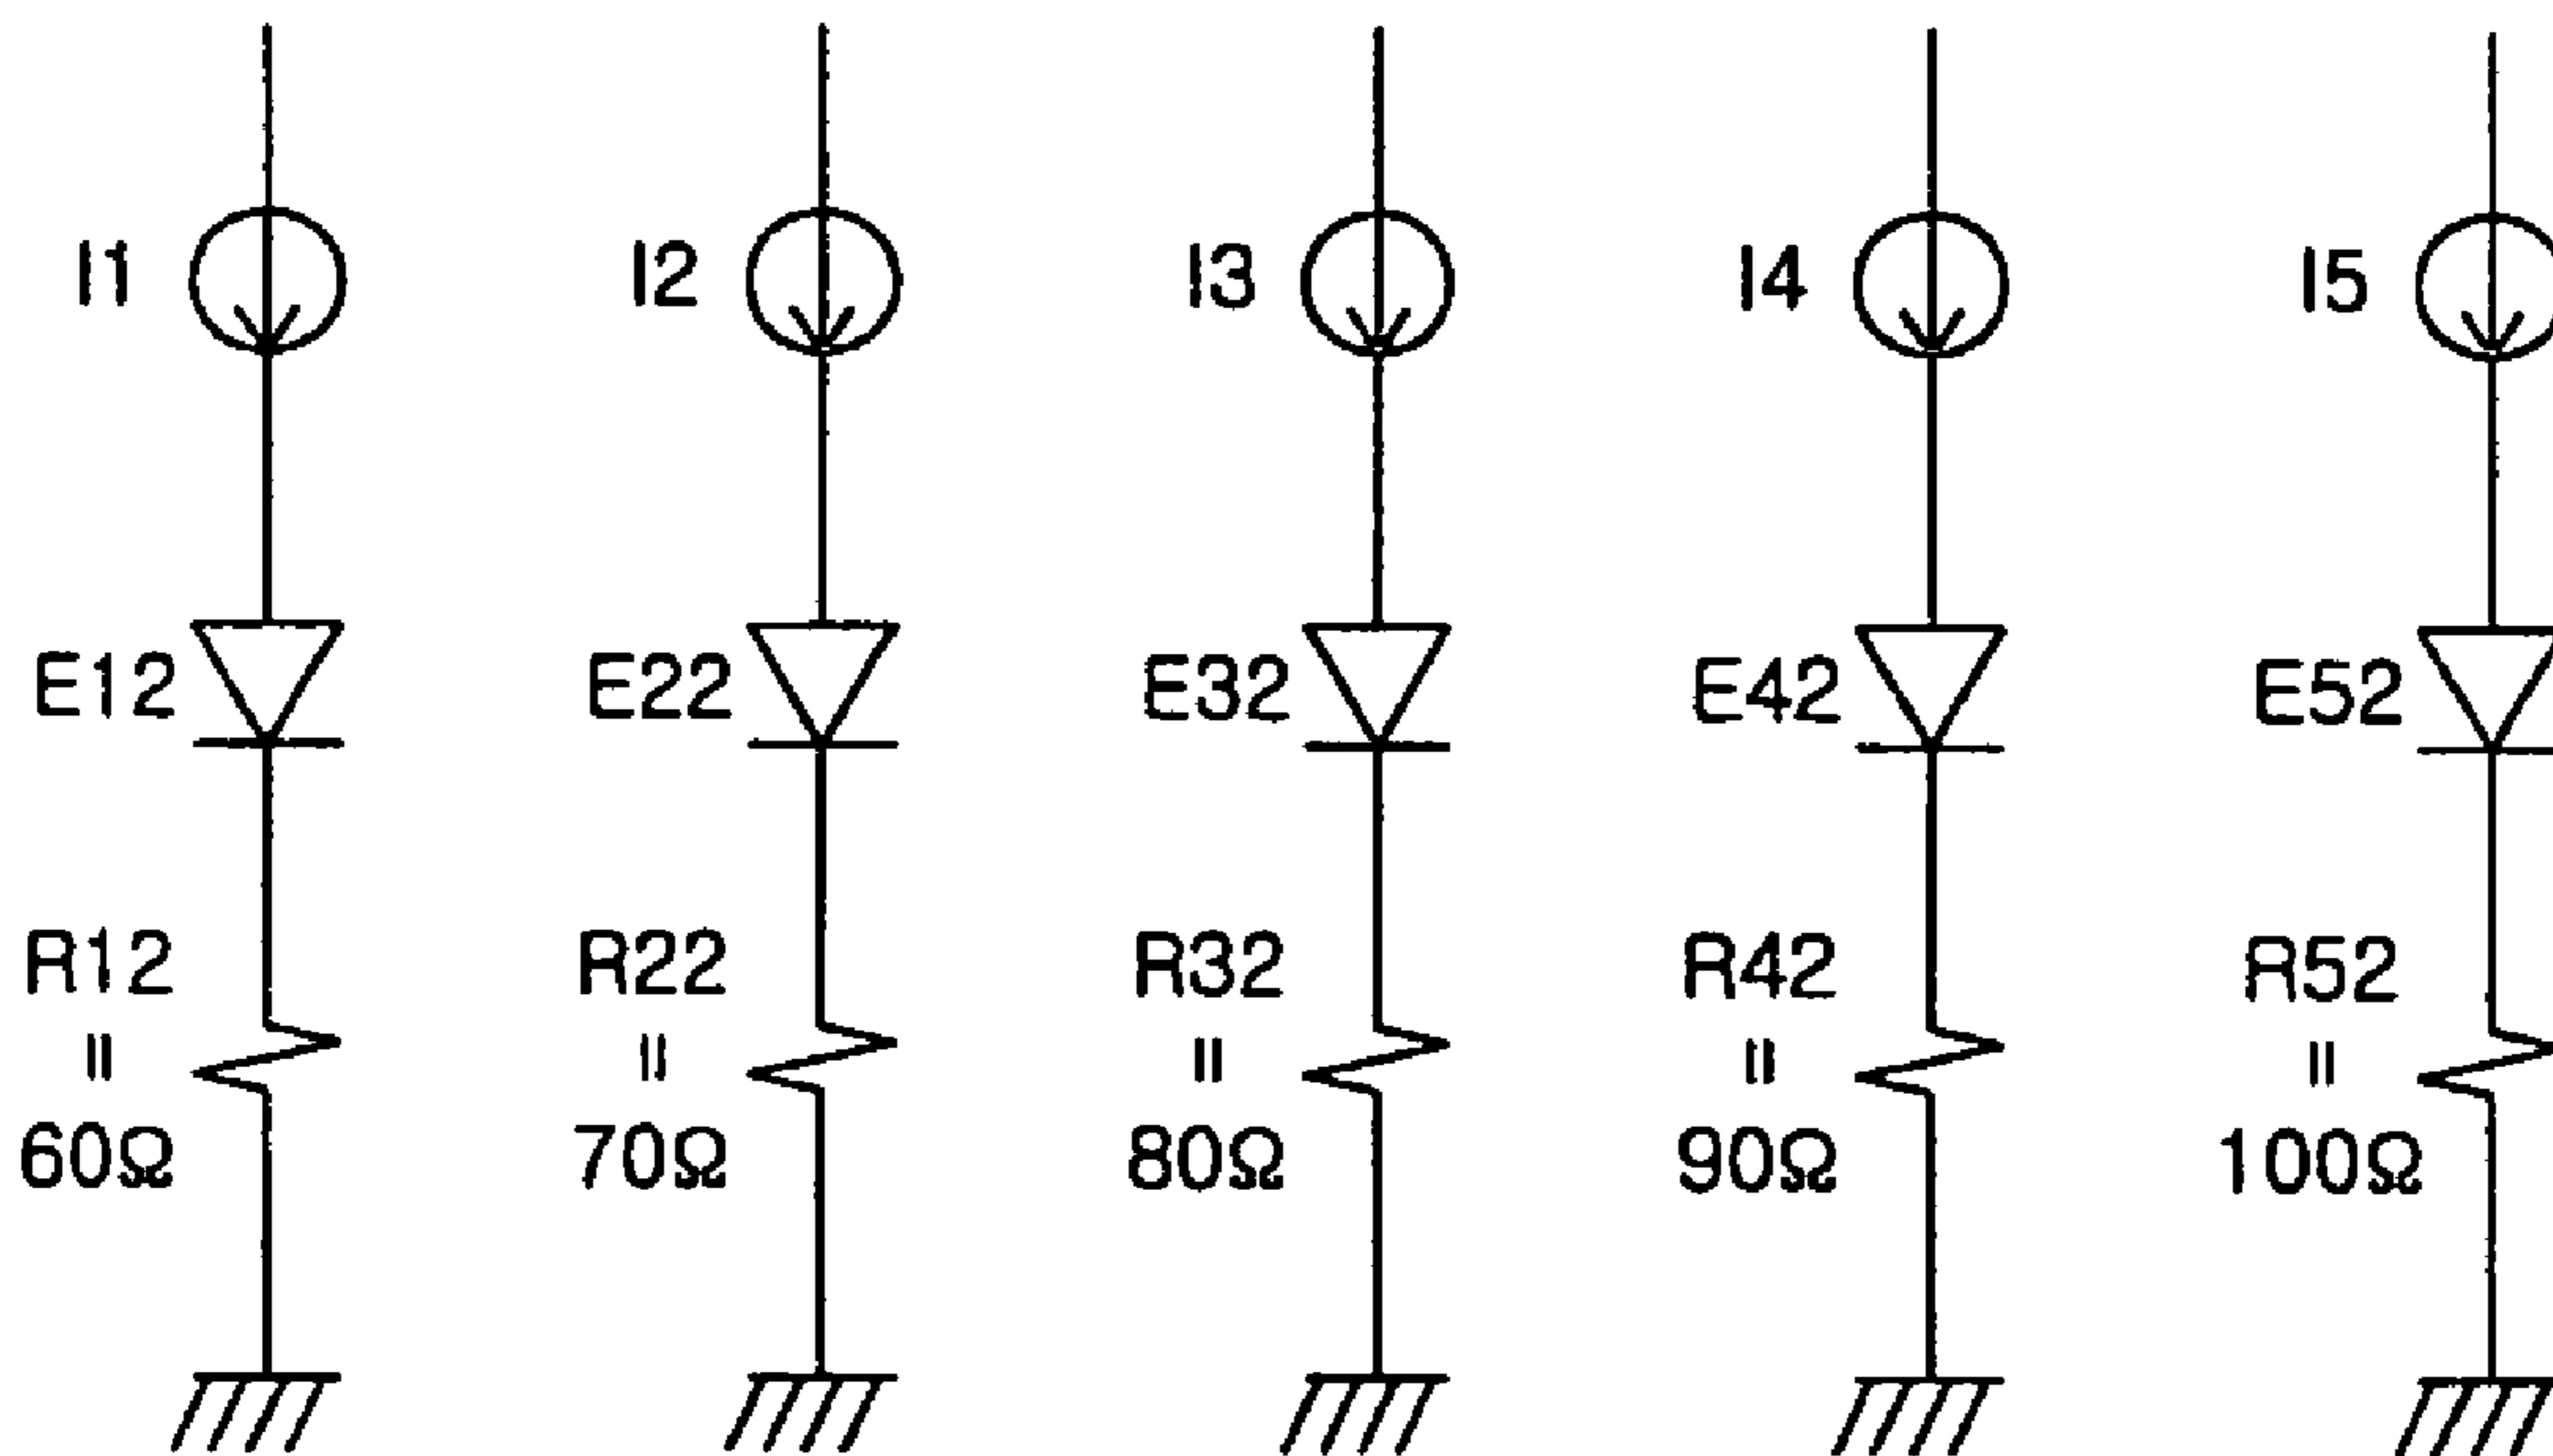 I1 I2 I3 I4 I5
E12 E22 E32 E42 E52
R12 R22 R32 R42 R52
= = = = =
60Ω 70Ω 80Ω 90Ω 100Ω